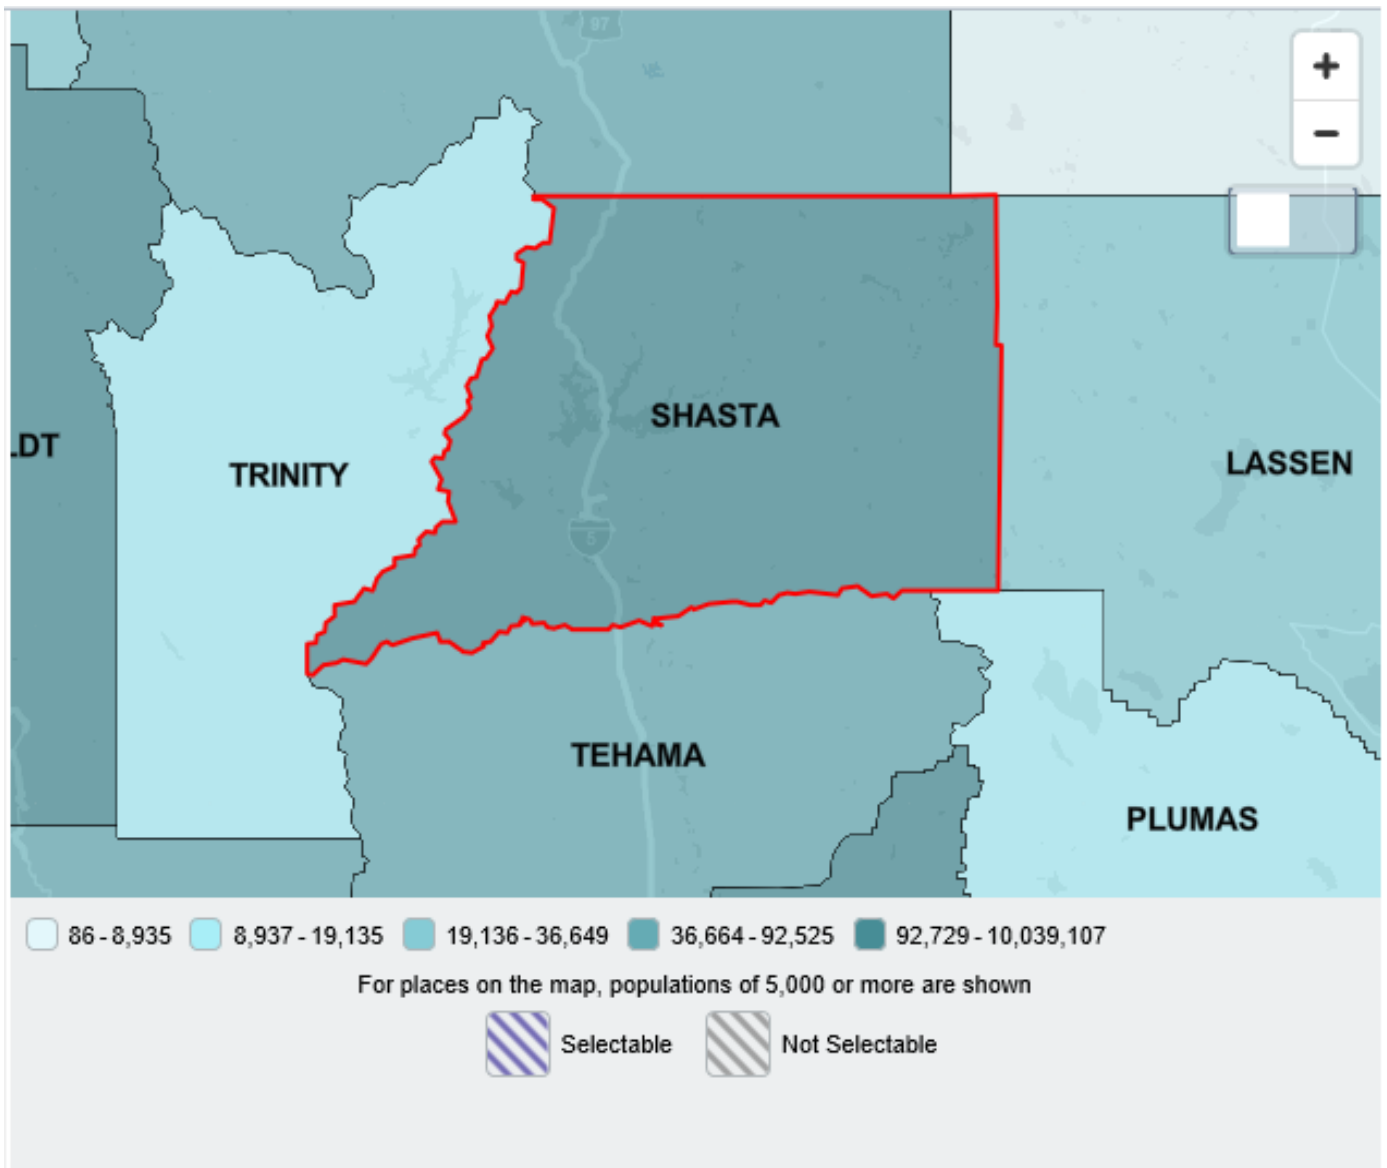 97
+
−
SHASTA
LDT
LASSEN
TRINITY
5
TEHAMA
PLUMAS
86 - 8,935 8,937 - 19,135 19,136 - 36,649 36,664 - 92,525 92,729 - 10,039,107
For places on the map, populations of 5,000 or more are shown
Selectable Not Selectable